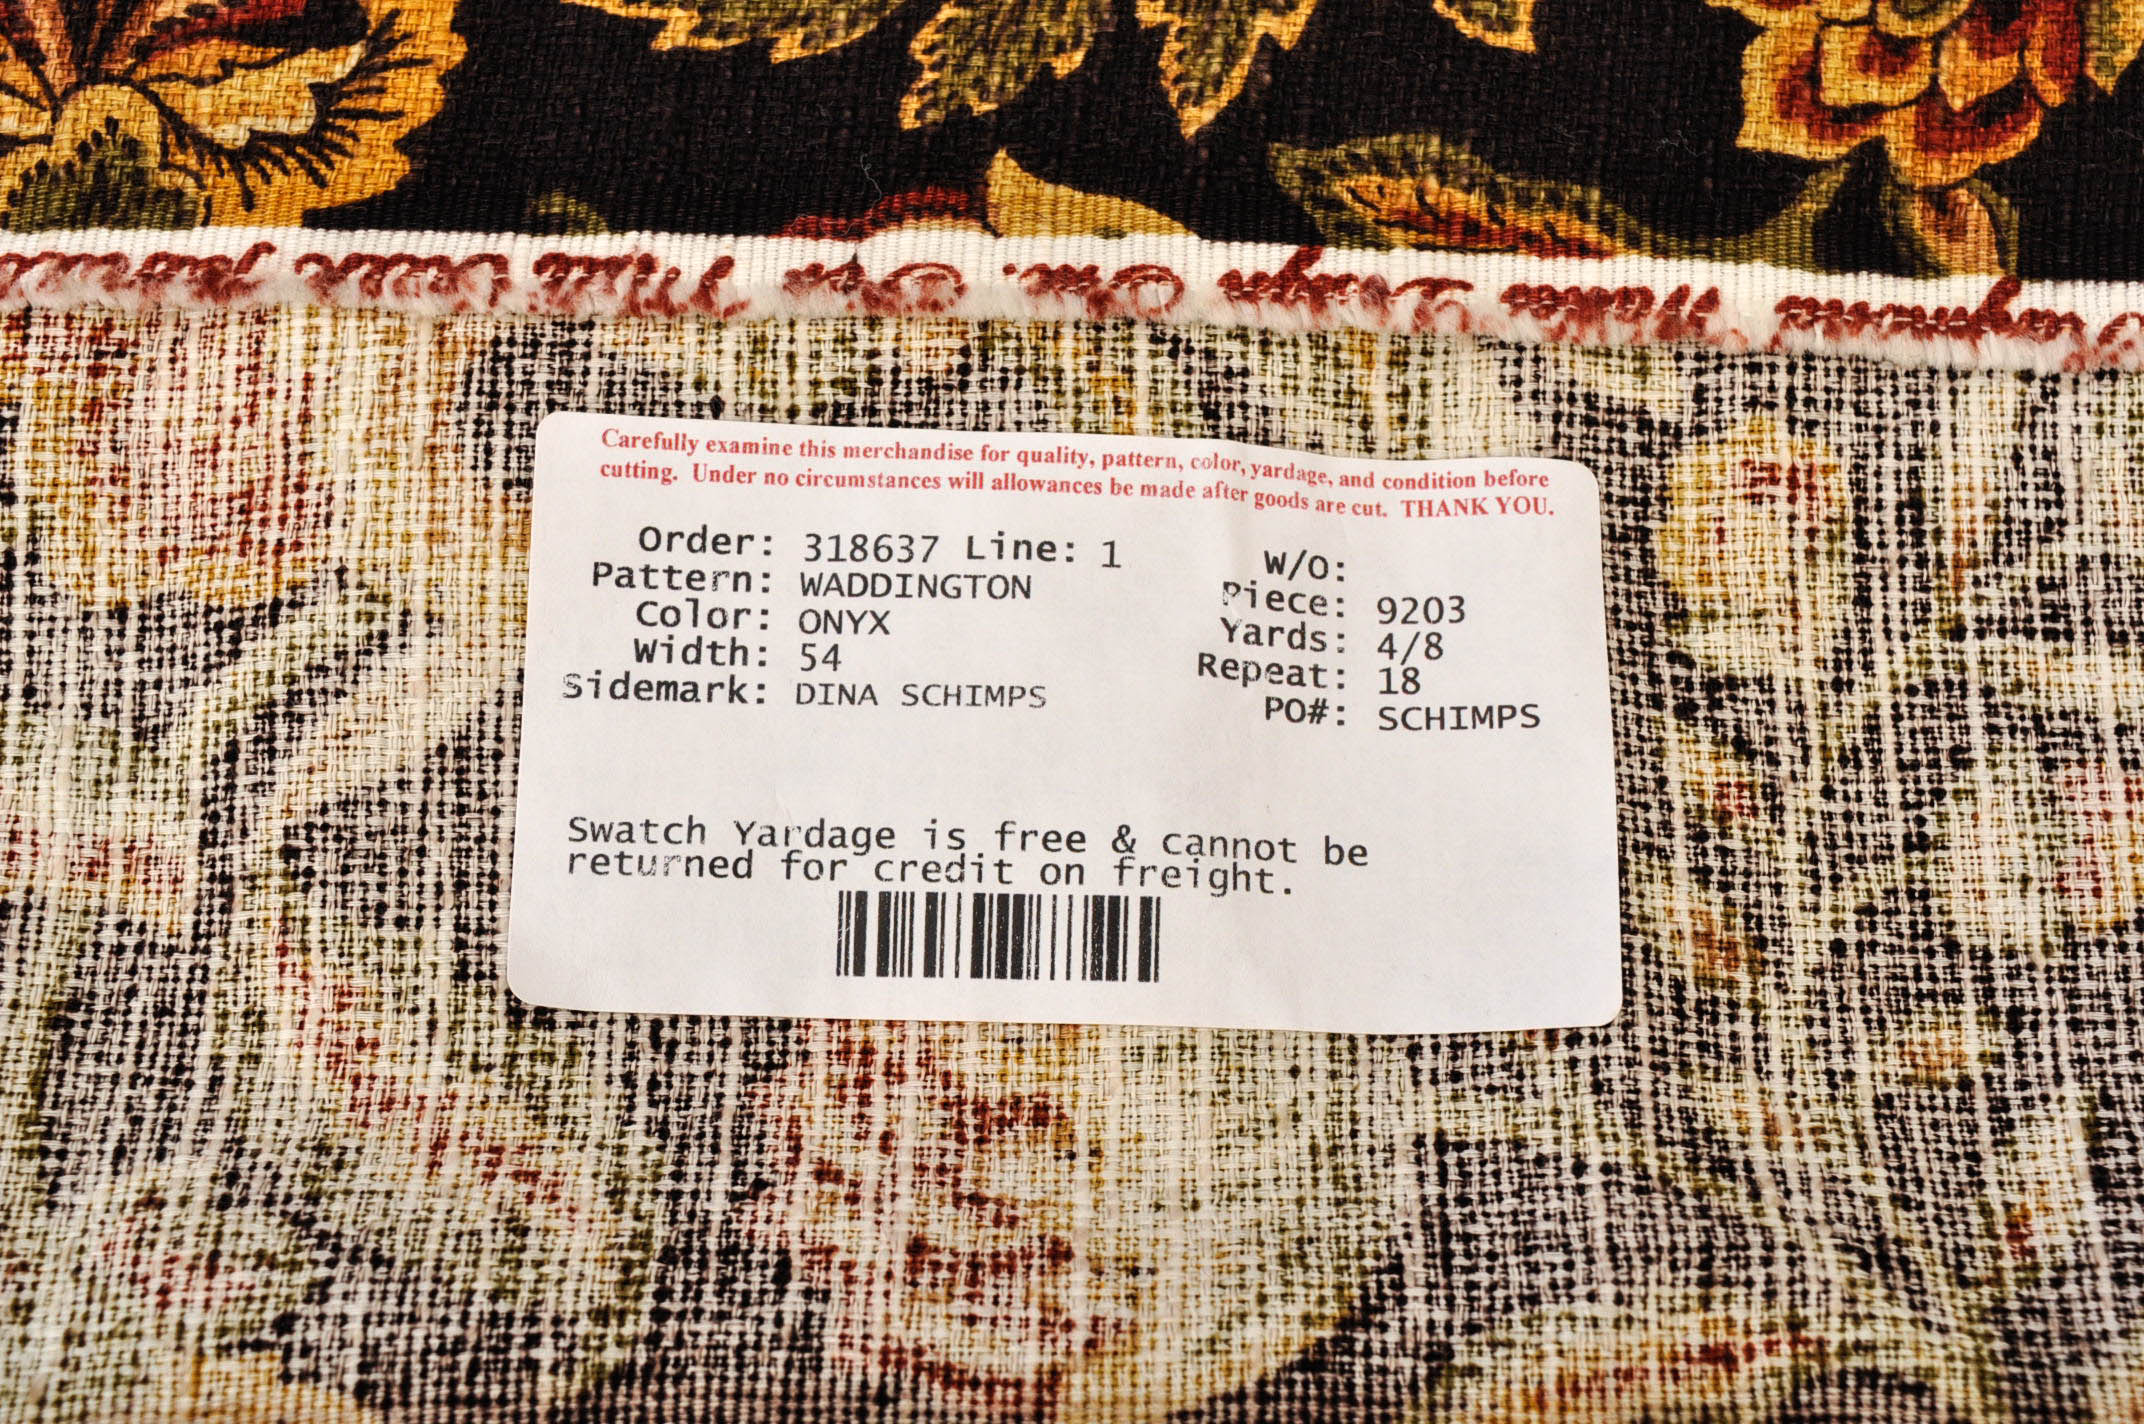 Carefully examine this merchandise for quality, pattern, color, yardage, and condition before
cutting. Under no circumstances will allowances be made after goods are cut. THANK YOU.
Order: 318637 Line: 1
Pattern: WADDINGTON
Color: ONYX
Width: 54
Sidemark: DINA SCHIMPS
W/O:
Piece: 9203
Yards: 4/8
Repeat: 18
PO#: SCHIMPS
Swatch Yardage is free & cannot be
returned for credit on freight.